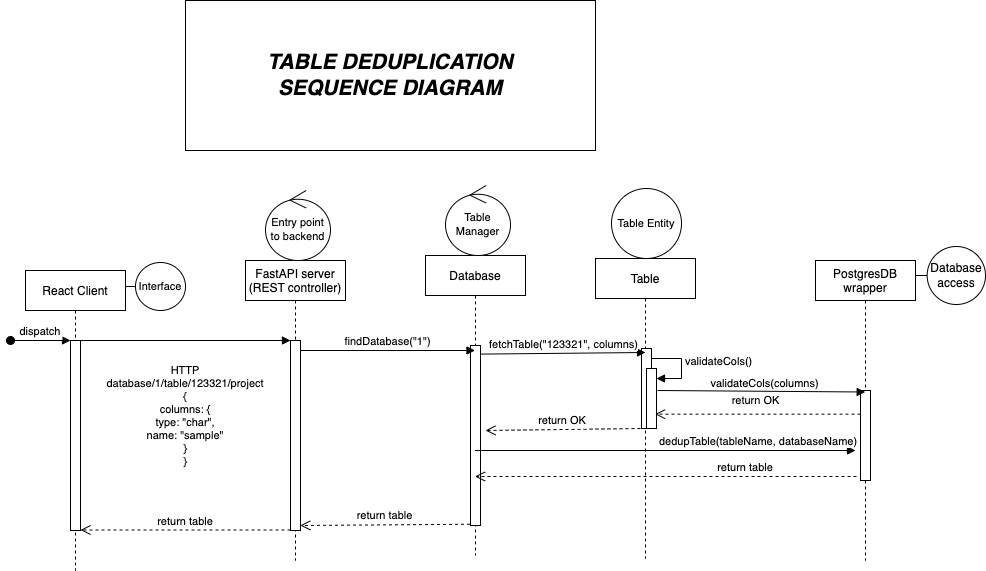 TABLE DEDUPLICATION
SEQUENCE DIAGRAM
Entry point
to backend
Table
Manager
Table Entity
Interface
Database
access
React Client
FastAPI server
(REST controller)
Database
Table
PostgresDB
wrapper
dispatch
findDatabase("1")
fetchTable("123321", columns)
validateCols()
HTTP
database/1/table/123321/project
{
columns: {
type: "char",
name: "sample"
}
}
validateCols(columns)
return OK
return OK
dedupTable(tableName, databaseName)
return table
return table
return table